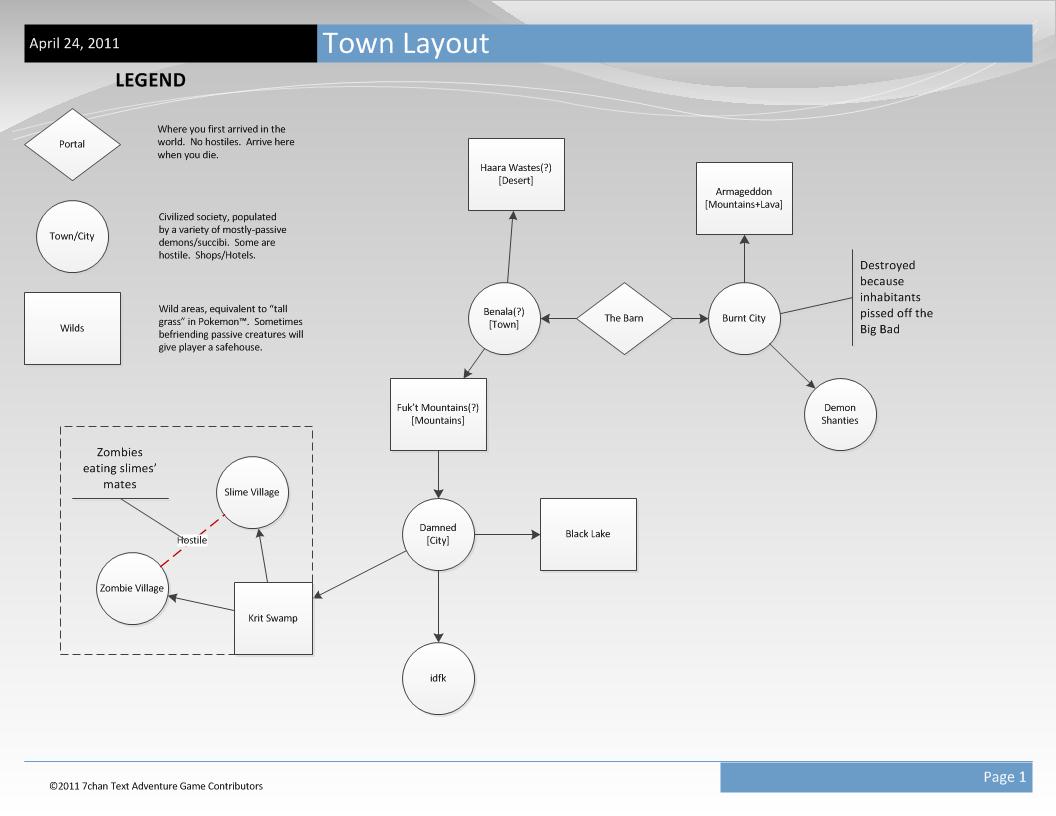 April 24, 2011
Town Layout
LEGEND
Portal
Where you first arrived in the
world. No hostiles. Arrive here
when you die.
Town/City
Civilized society, populated
by a variety of mostly-passive
demons/succibi. Some are
hostile. Shops/Hotels.
Wilds
Wild areas, equivalent to “tall
grass” in Pokemon™. Sometimes
befriending passive creatures will
give player a safehouse.
Haara Wastes(?)
[Desert]
Armageddon
[Mountains+Lava]
Benala(?)
[Town]
The Barn
Burnt City
Destroyed
because
inhabitants
pissed off the
Big Bad
Demon
Shanties
Fuk’t Mountains(?)
[Mountains]
Zombies
eating slimes’
mates
Slime Village
Hostile
Zombie Village
Krit Swamp
Damned
[City]
Black Lake
idfk
©2011 7chan Text Adventure Game Contributors
Page 1